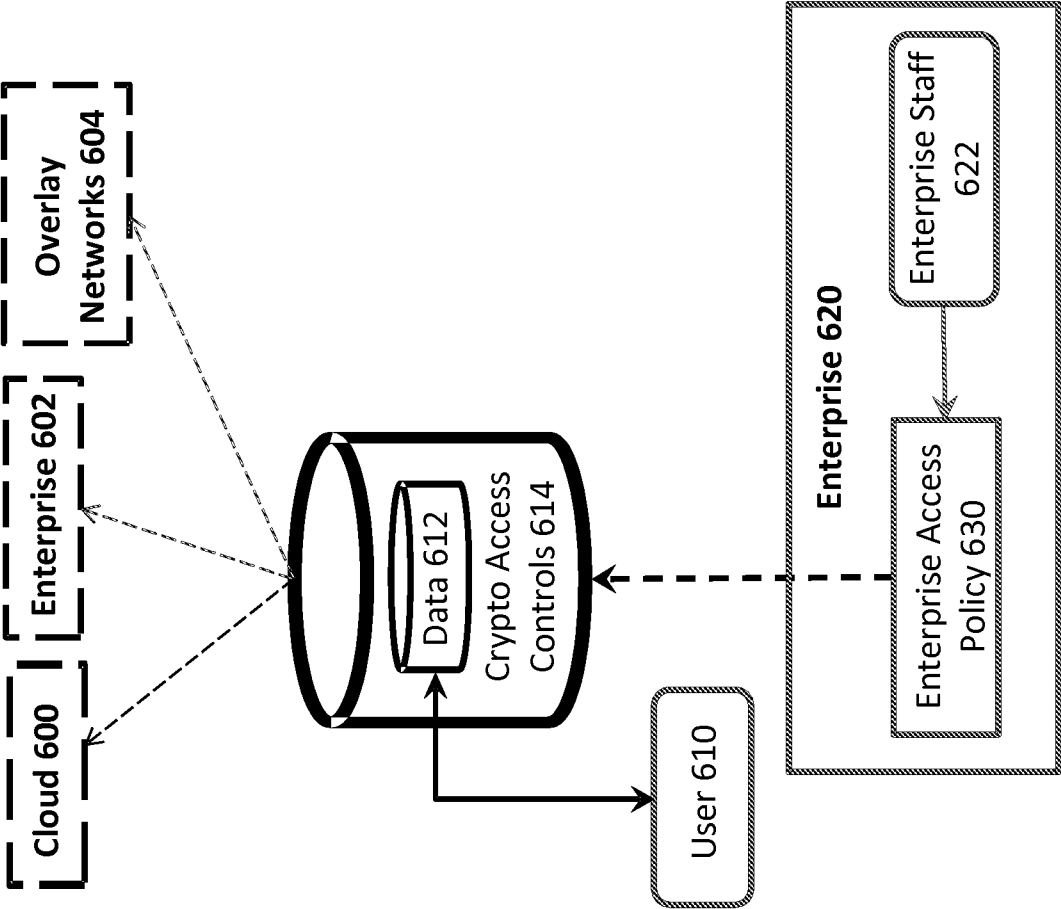 Cloud 600
Enterprise 602
Overlay
Networks 604
Data 612
Crypto Access
Controls 614
User 610
Enterprise 620
Enterprise Access
Policy 630
Enterprise Staff
622